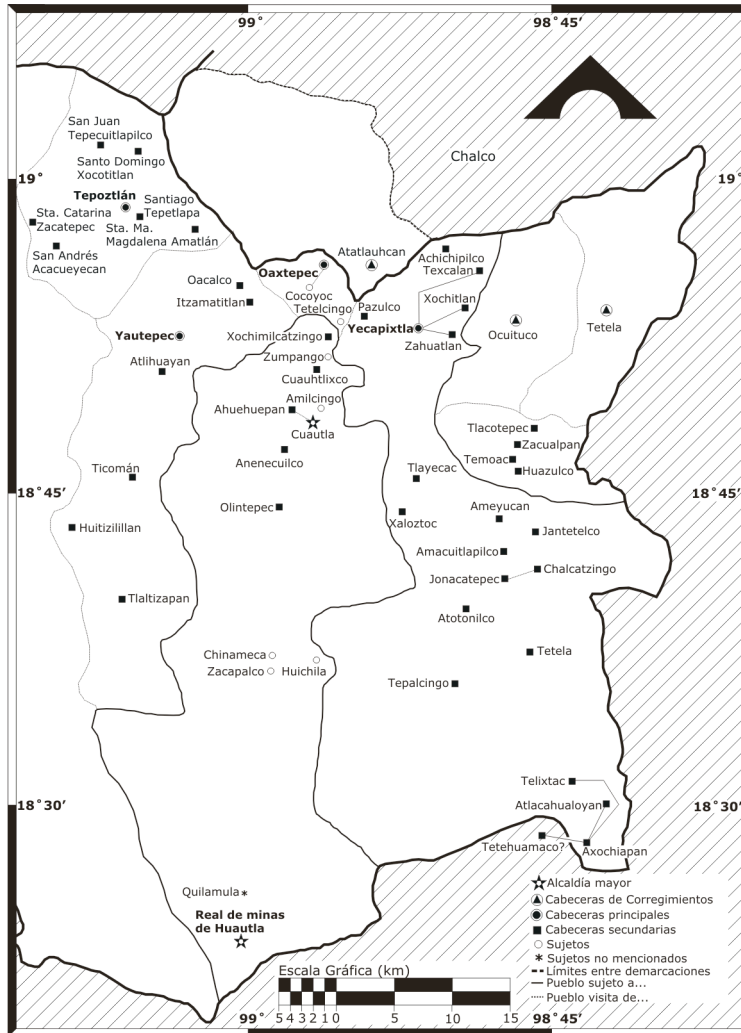 99° 98°45'
Chalco
San Juan
Tepecuitlapilco
Santo Domingo
Xocotitlan
19° 19°
Tepoztlán
Santiago
Tepetlapa
Sta. Catarina
Zacatepec
Sta. Ma.
Magdalena Amatlán
San Andrés
Acacueyecan
Atatlauhcan
Achichipilco
Texcalan
Oaxtepec
Oacalco
Cocoyoc
Itzamatitlan
Tetelcingo
Pazulco
Xochitlan
Tetela
Yecapixtla
Ocuituco
Yautepec
Xochimilcatzingo
Zahuatlan
Zumpango
Atlihuayan
Cuauhtlixco
Amilcingo
Ahuehuepan
Cuautla
Tlacotepec
Zacualpan
Anenecuilco
Temoac
Huazulco
Ticomán
Tlayecac
18°45' 18°45'
Olintepec
Ameyucan
Xaloztoc
Huitizilillan
Jantetelco
Amacuitlapilco
Chalcatzingo
Jonacatepec
Tlaltizapan
Atotonilco
Chinameca
Tetela
Zacapalco
Huichila
Tepalcingo
Telixtac
18°30' 18°30'
Atlacahualoyan
Tetehuamaco?
Axochiapan
Quilamula
Real de minas
de Huautla
Alcaldía mayor
Cabeceras de Corregimientos
Cabeceras principales
Cabeceras secundarias
Sujetos
Sujetos no mencionados
Límites entre demarcaciones
Pueblo sujeto a...
Pueblo visita de...
Escala Gráfica (km)
5 4 3 2 1 0 5 10 15
99° 98°45'